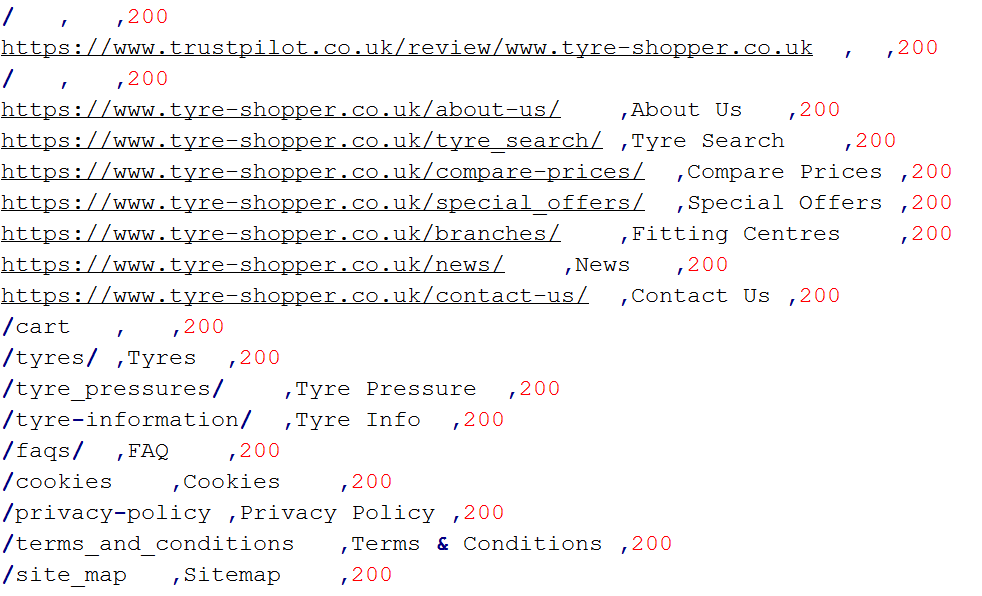 / , ,200
https://www.trustpilot.co.uk/review/www.tyre-shopper.co.uk , ,200
/ , ,200
https://www.tyre-shopper.co.uk/about-us/ ,About Us ,200
https://www.tyre-shopper.co.uk/tyre_search/ ,Tyre Search ,200
https://www.tyre-shopper.co.uk/compare-prices/ ,Compare Prices ,200
https://www.tyre-shopper.co.uk/special_offers/ ,Special Offers ,200
https://www.tyre-shopper.co.uk/branches/ ,Fitting Centres ,200
https://www.tyre-shopper.co.uk/news/ ,News ,200
https://www.tyre-shopper.co.uk/contact-us/ ,Contact Us ,200
/cart , ,200
/tyres/ ,Tyres ,200
/tyre_pressures/ ,Tyre Pressure ,200
/tyre-information/ ,Tyre Info ,200
/faqs/ ,FAQ ,200
/cookies ,Cookies ,200
/privacy-policy ,Privacy Policy ,200
/terms_and_conditions ,Terms & Conditions ,200
/site_map ,Sitemap ,200